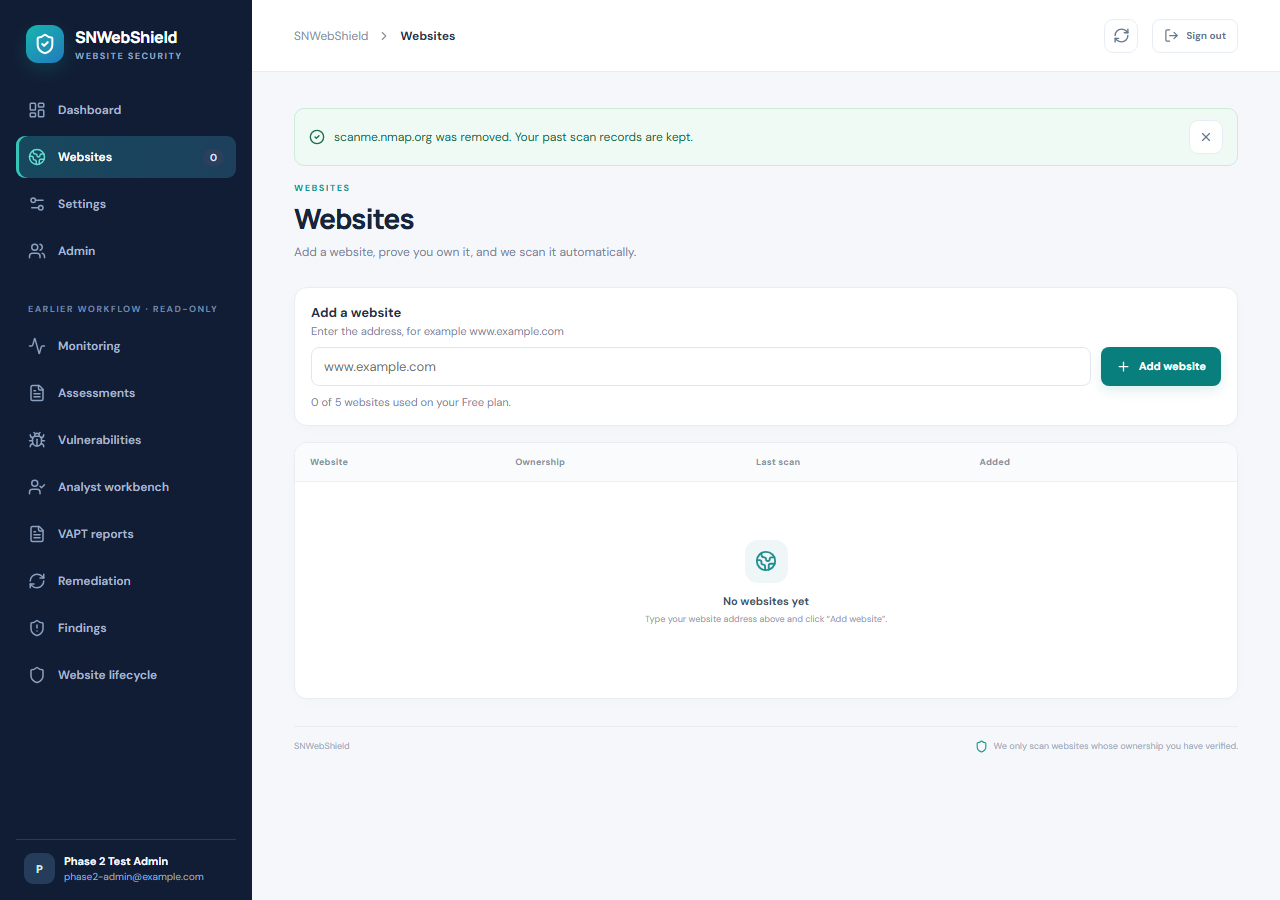 SNWebShield
WEBSITE SECURITY
Dashboard
Websites 0
Settings
Admin
EARLIER WORKFLOW · READ-ONLY
Monitoring
Assessments
Vulnerabilities
Analyst workbench
VAPT reports
Remediation
Findings
Website lifecycle
P
Phase 2 Test Admin
phase2-admin@example.com
SNWebShield > Websites
Sign out
scanme.nmap.org was removed. Your past scan records are kept.
WEBSITES
Websites
Add a website, prove you own it, and we scan it automatically.
Add a website
Enter the address, for example www.example.com
www.example.com
Add website
0 of 5 websites used on your Free plan.
Website Ownership Last scan Added
No websites yet
Type your website address above and click “Add website”.
SNWebShield
We only scan websites whose ownership you have verified.